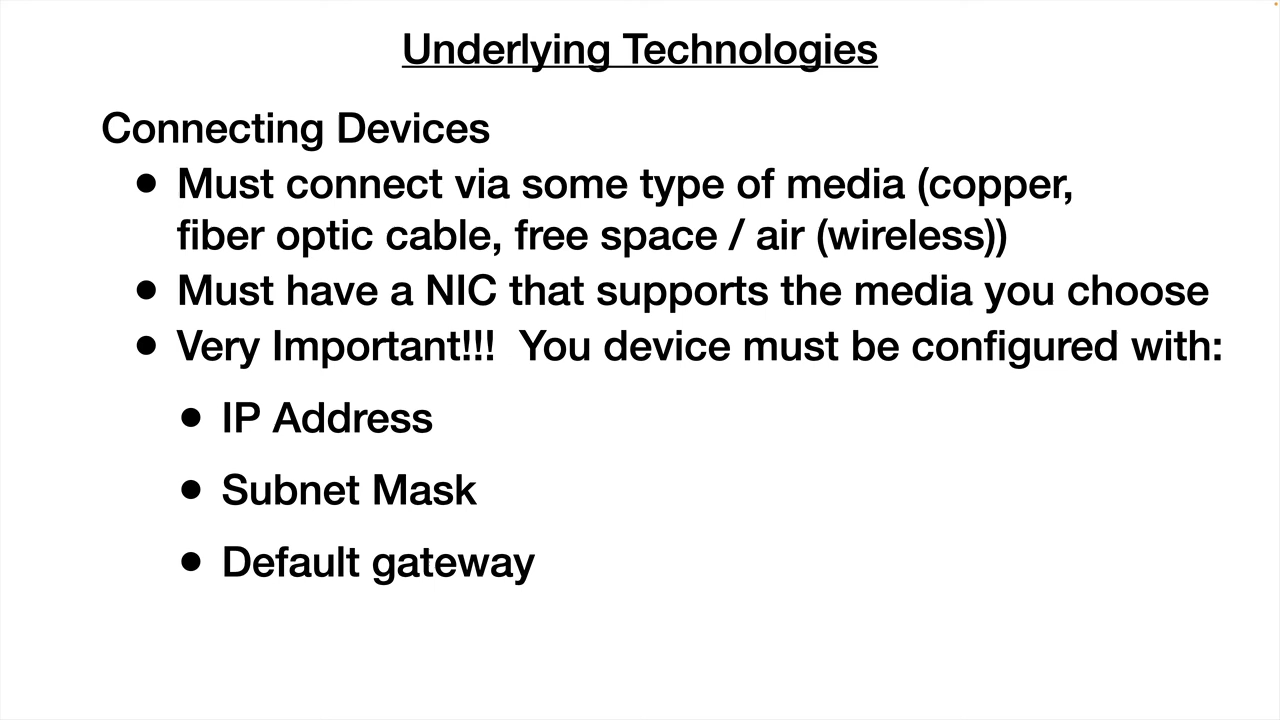 Underlying Technologies
Connecting Devices
● Must connect via some type of media (copper,
fiber optic cable, free space / air (wireless))
● Must have a NIC that supports the media you choose
● Very Important!!!  You device must be configured with:
● IP Address
● Subnet Mask
● Default gateway